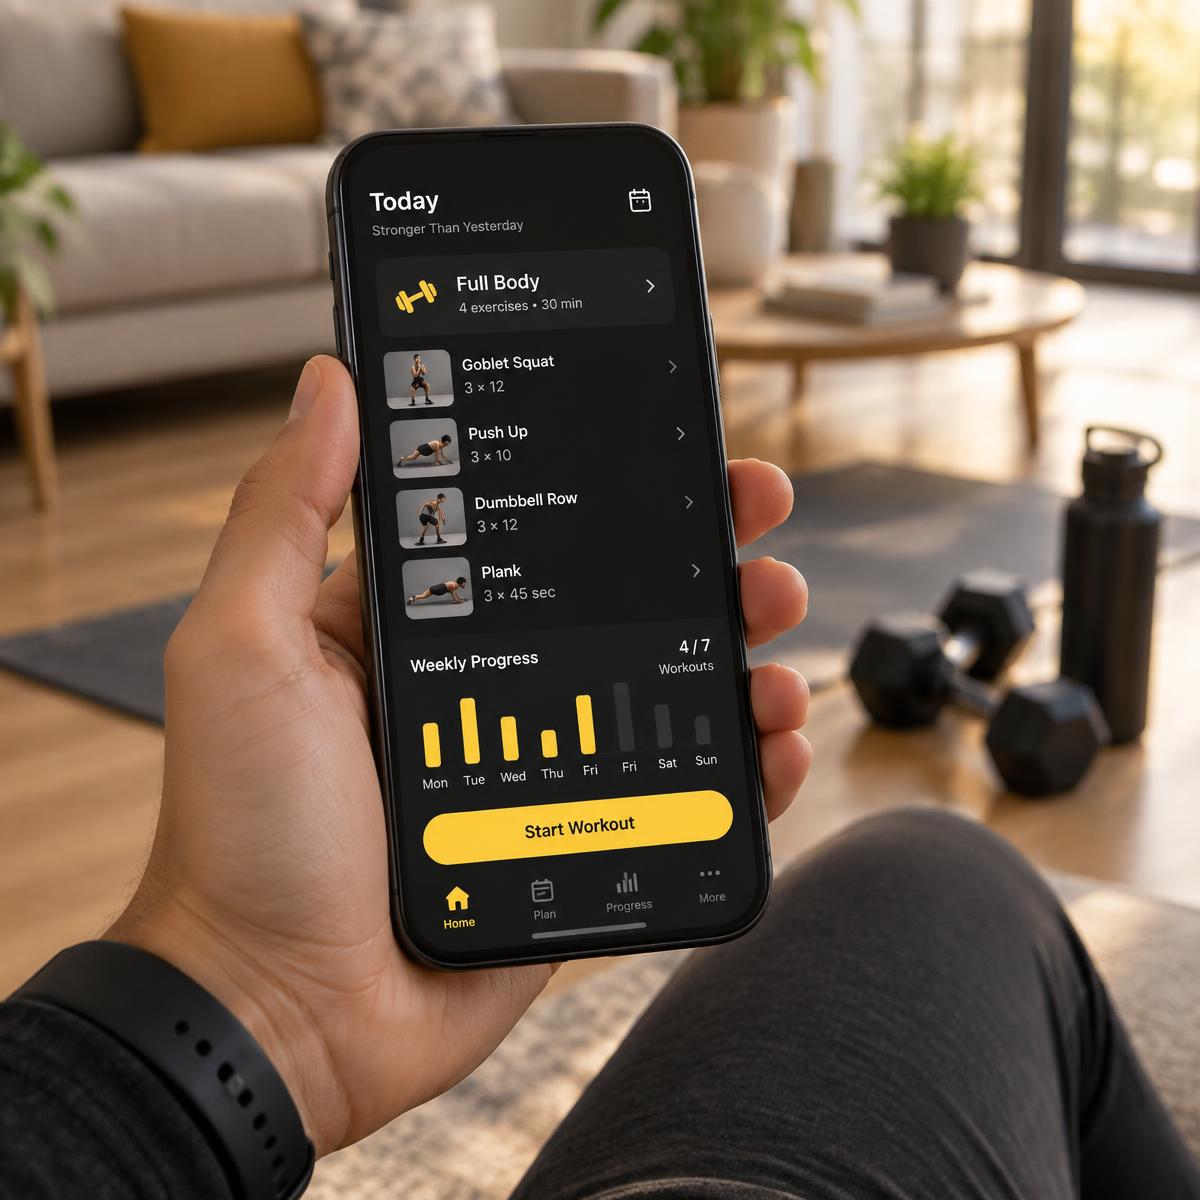 Today
Stronger Than Yesterday
Full Body
4 exercises • 30 min
Goblet Squat
3 × 12
Push Up
3 × 10
Dumbbell Row
3 × 12
Plank
3 × 45 sec
Weekly Progress
4 / 7
Workouts
Mon Tue Wed Thu Fri Fri Sat Sun
Start Workout
Home Plan Progress More